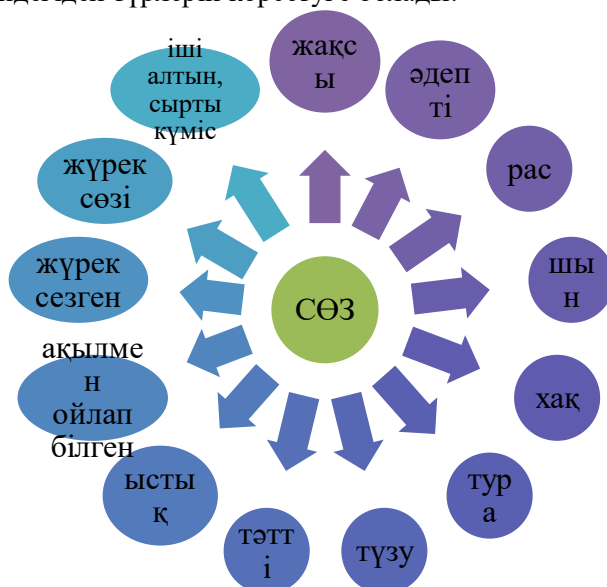 жақс
ы
әдеп
ті
рас
шы
н
хақ
тур
а
түзу
тәтт
і
ысты
қ
ақылме
н
ойлап
білген
жүрек
сезген
жүрек
сөзі
іші
алтын,
сырты
күміс
СӨЗ